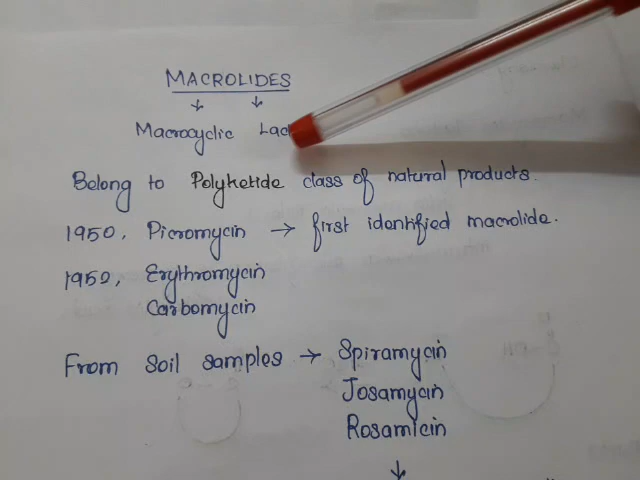 MACROLIDES
Macrocyclic Lac
Belong to Polyketide class of natural products.
1950, Picromycin → first identified macrolide.
1952, Erythromycin
Carbomycin
From Soil samples → Spiramycin
Josamycin
Rosamicin